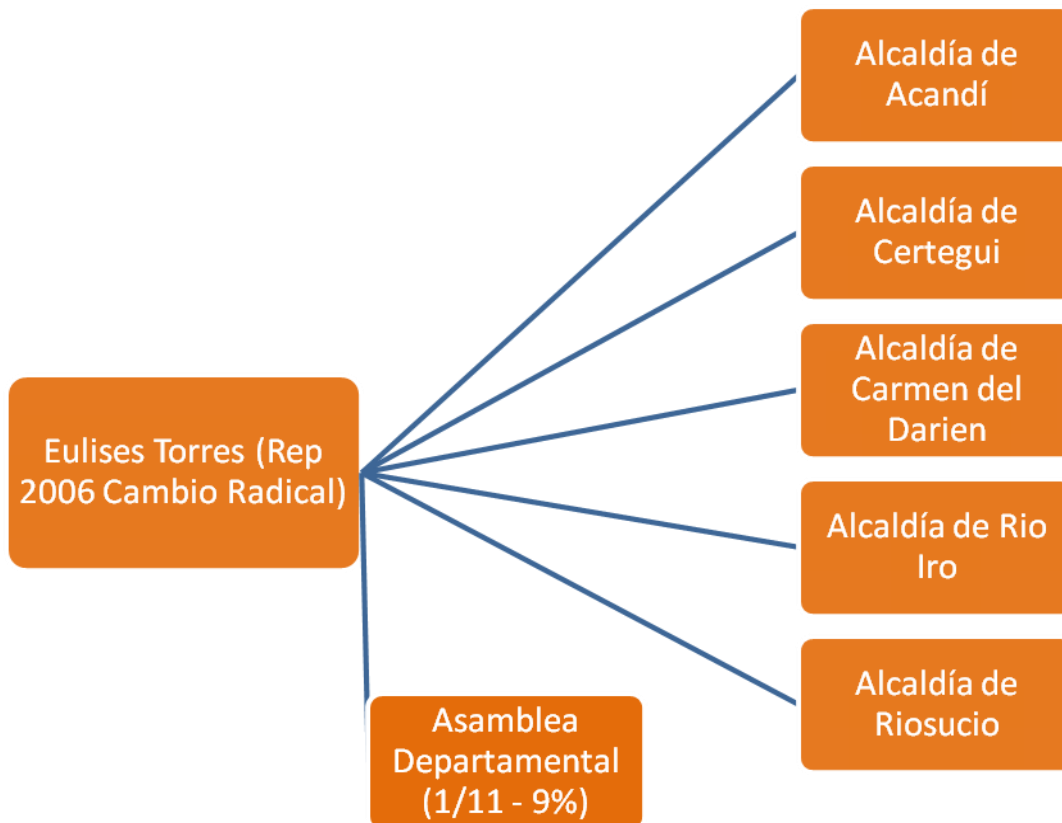 Alcaldía de
Acandí
Alcaldía de
Certegui
Alcaldía de
Carmen del
Darien
Eulises Torres (Rep
2006 Cambio Radical)
Alcaldía de Rio
Iro
Alcaldía de
Riosucio
Asamblea
Departamental
(1/11 - 9%)